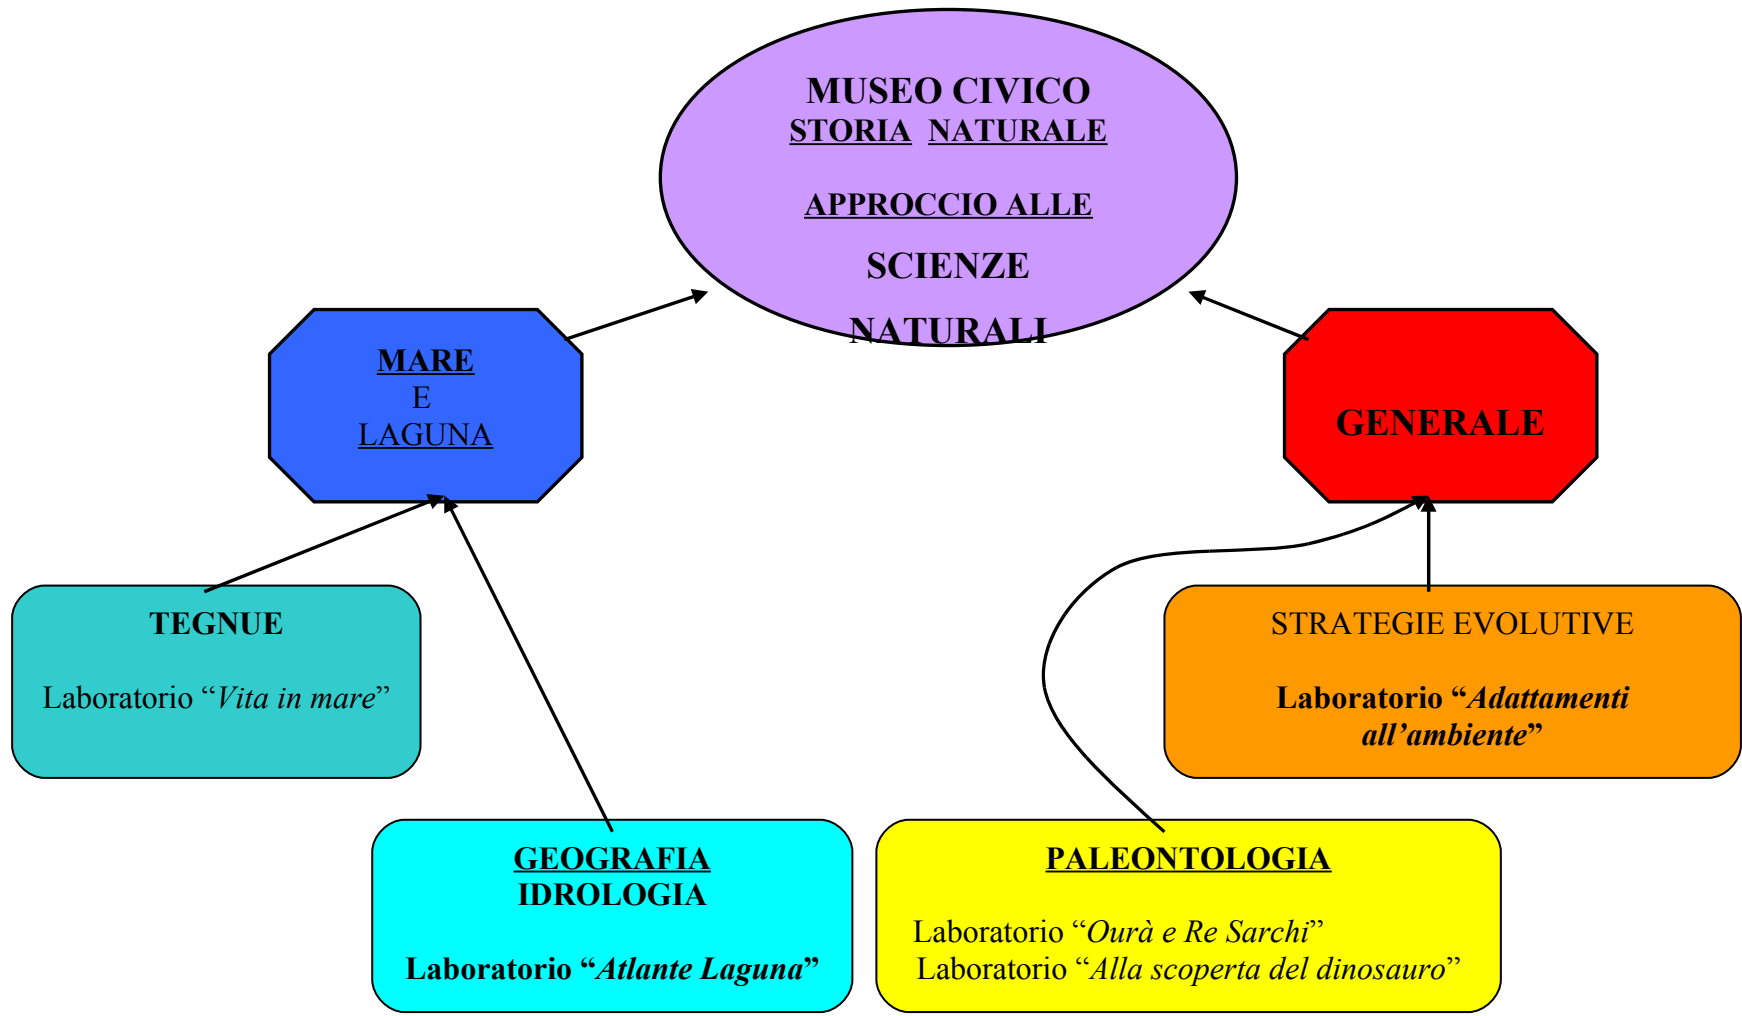 MUSEO CIVICO
STORIA NATURALE
APPROCCIO ALLE
SCIENZE
NATURALI
MARE
E
LAGUNA
GENERALE
TEGNUE
Laboratorio “Vita in mare”
STRATEGIE EVOLUTIVE
Laboratorio “Adattamenti
all’ambiente”
GEOGRAFIA
IDROLOGIA
Laboratorio “Atlante Laguna”
PALEONTOLOGIA
Laboratorio “Ourà e Re Sarchi”
Laboratorio “Alla scoperta del dinosauro”